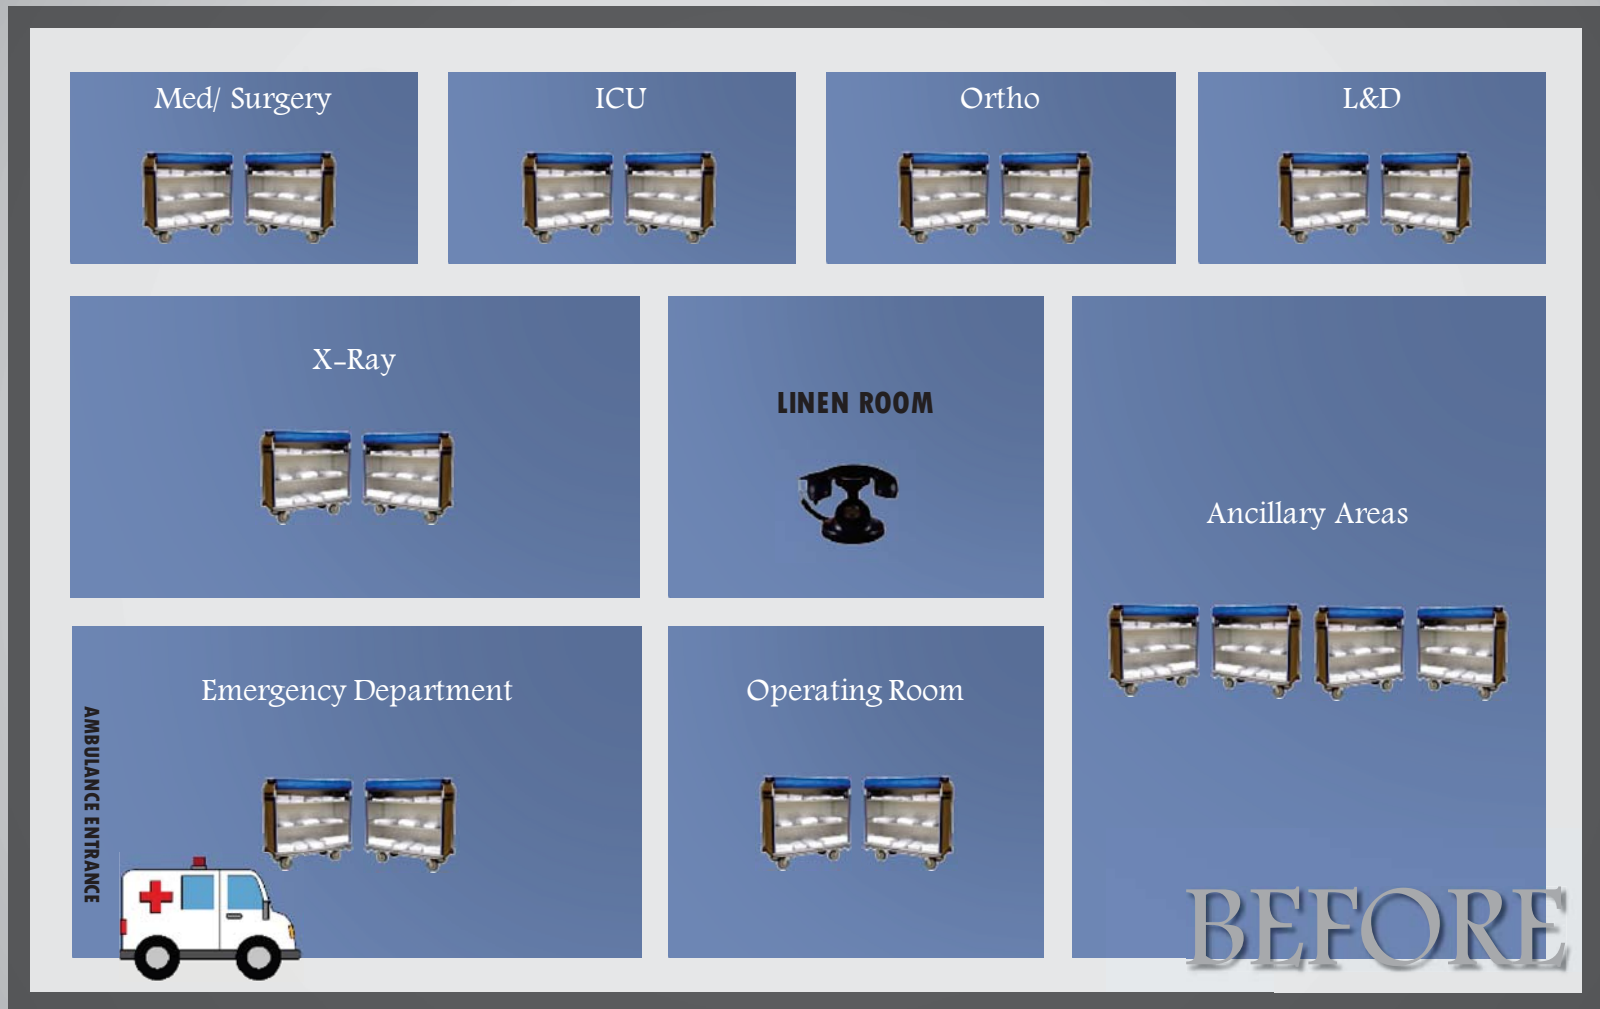 Med/ Surgery
ICU
Ortho
L&D
X-Ray
LINEN ROOM
Ancillary Areas
Emergency Department
Operating Room
AMBULANCE ENTRANCE
BEFORE